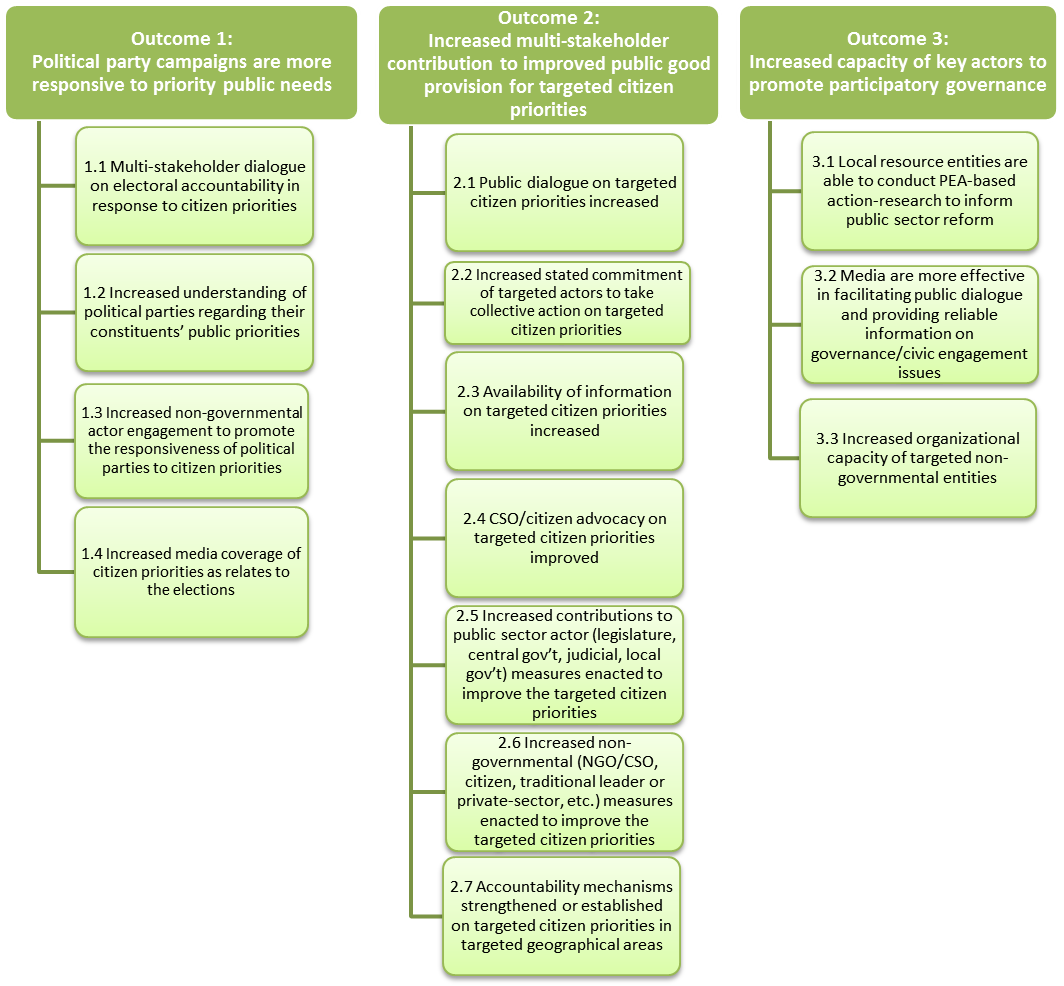 Outcome 1:
Political party campaigns are more
responsive to priority public needs
1.1 Multi-stakeholder dialogue
on electoral accountability in
response to citizen priorities
1.2 Increased understanding of
political parties regarding their
constituents’ public priorities
1.3 Increased non-governmental
actor engagement to promote
the responsiveness of political
parties to citizen priorities
1.4 Increased media coverage of
citizen priorities as relates to
the elections
Outcome 2:
Increased multi-stakeholder
contribution to improved public good
provision for targeted citizen
priorities
2.1 Public dialogue on targeted
citizen priorities increased
2.2 Increased stated commitment
of targeted actors to take
collective action on targeted
citizen priorities
2.3 Availability of information
on targeted citizen priorities
increased
2.4 CSO/citizen advocacy on
targeted citizen priorities
improved
2.5 Increased contributions to
public sector actor (legislature,
central gov’t, judicial, local
gov’t) measures enacted to
improve the targeted citizen
priorities
2.6 Increased non-
governmental (NGO/CSO,
citizen, traditional leader or
private-sector, etc.) measures
enacted to improve the
targeted citizen priorities
2.7 Accountability mechanisms
strengthened or established
on targeted citizen priorities in
targeted geographical areas
Outcome 3:
Increased capacity of key actors to
promote participatory governance
3.1 Local resource entities are
able to conduct PEA-based
action-research to inform
public sector reform
3.2 Media are more effective
in facilitating public dialogue
and providing reliable
information on
governance/civic engagement
issues
3.3 Increased organizational
capacity of targeted non-
governmental entities